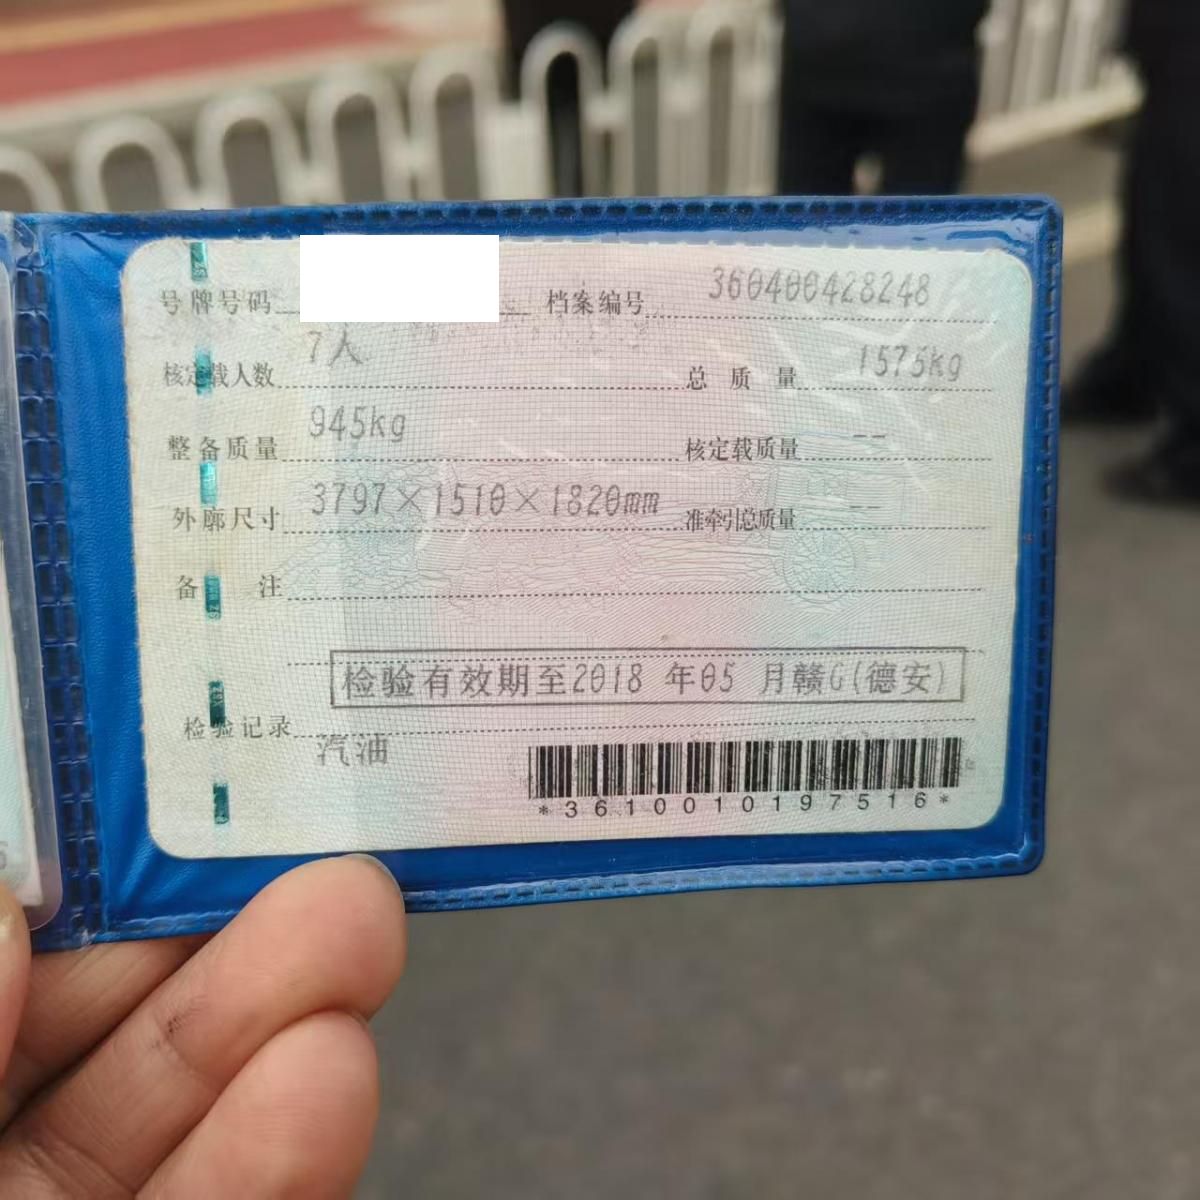 号牌号码 档案编号 360400428248
核定载人数 7人 总质量 1575kg
整备质量 945kg 核定载质量 --
外廓尺寸 3797×1510×1820mm 准牵引总质量 --
备注
检验有效期至2018 年05 月赣G(德安)
检验记录
汽油
*3610010197516*